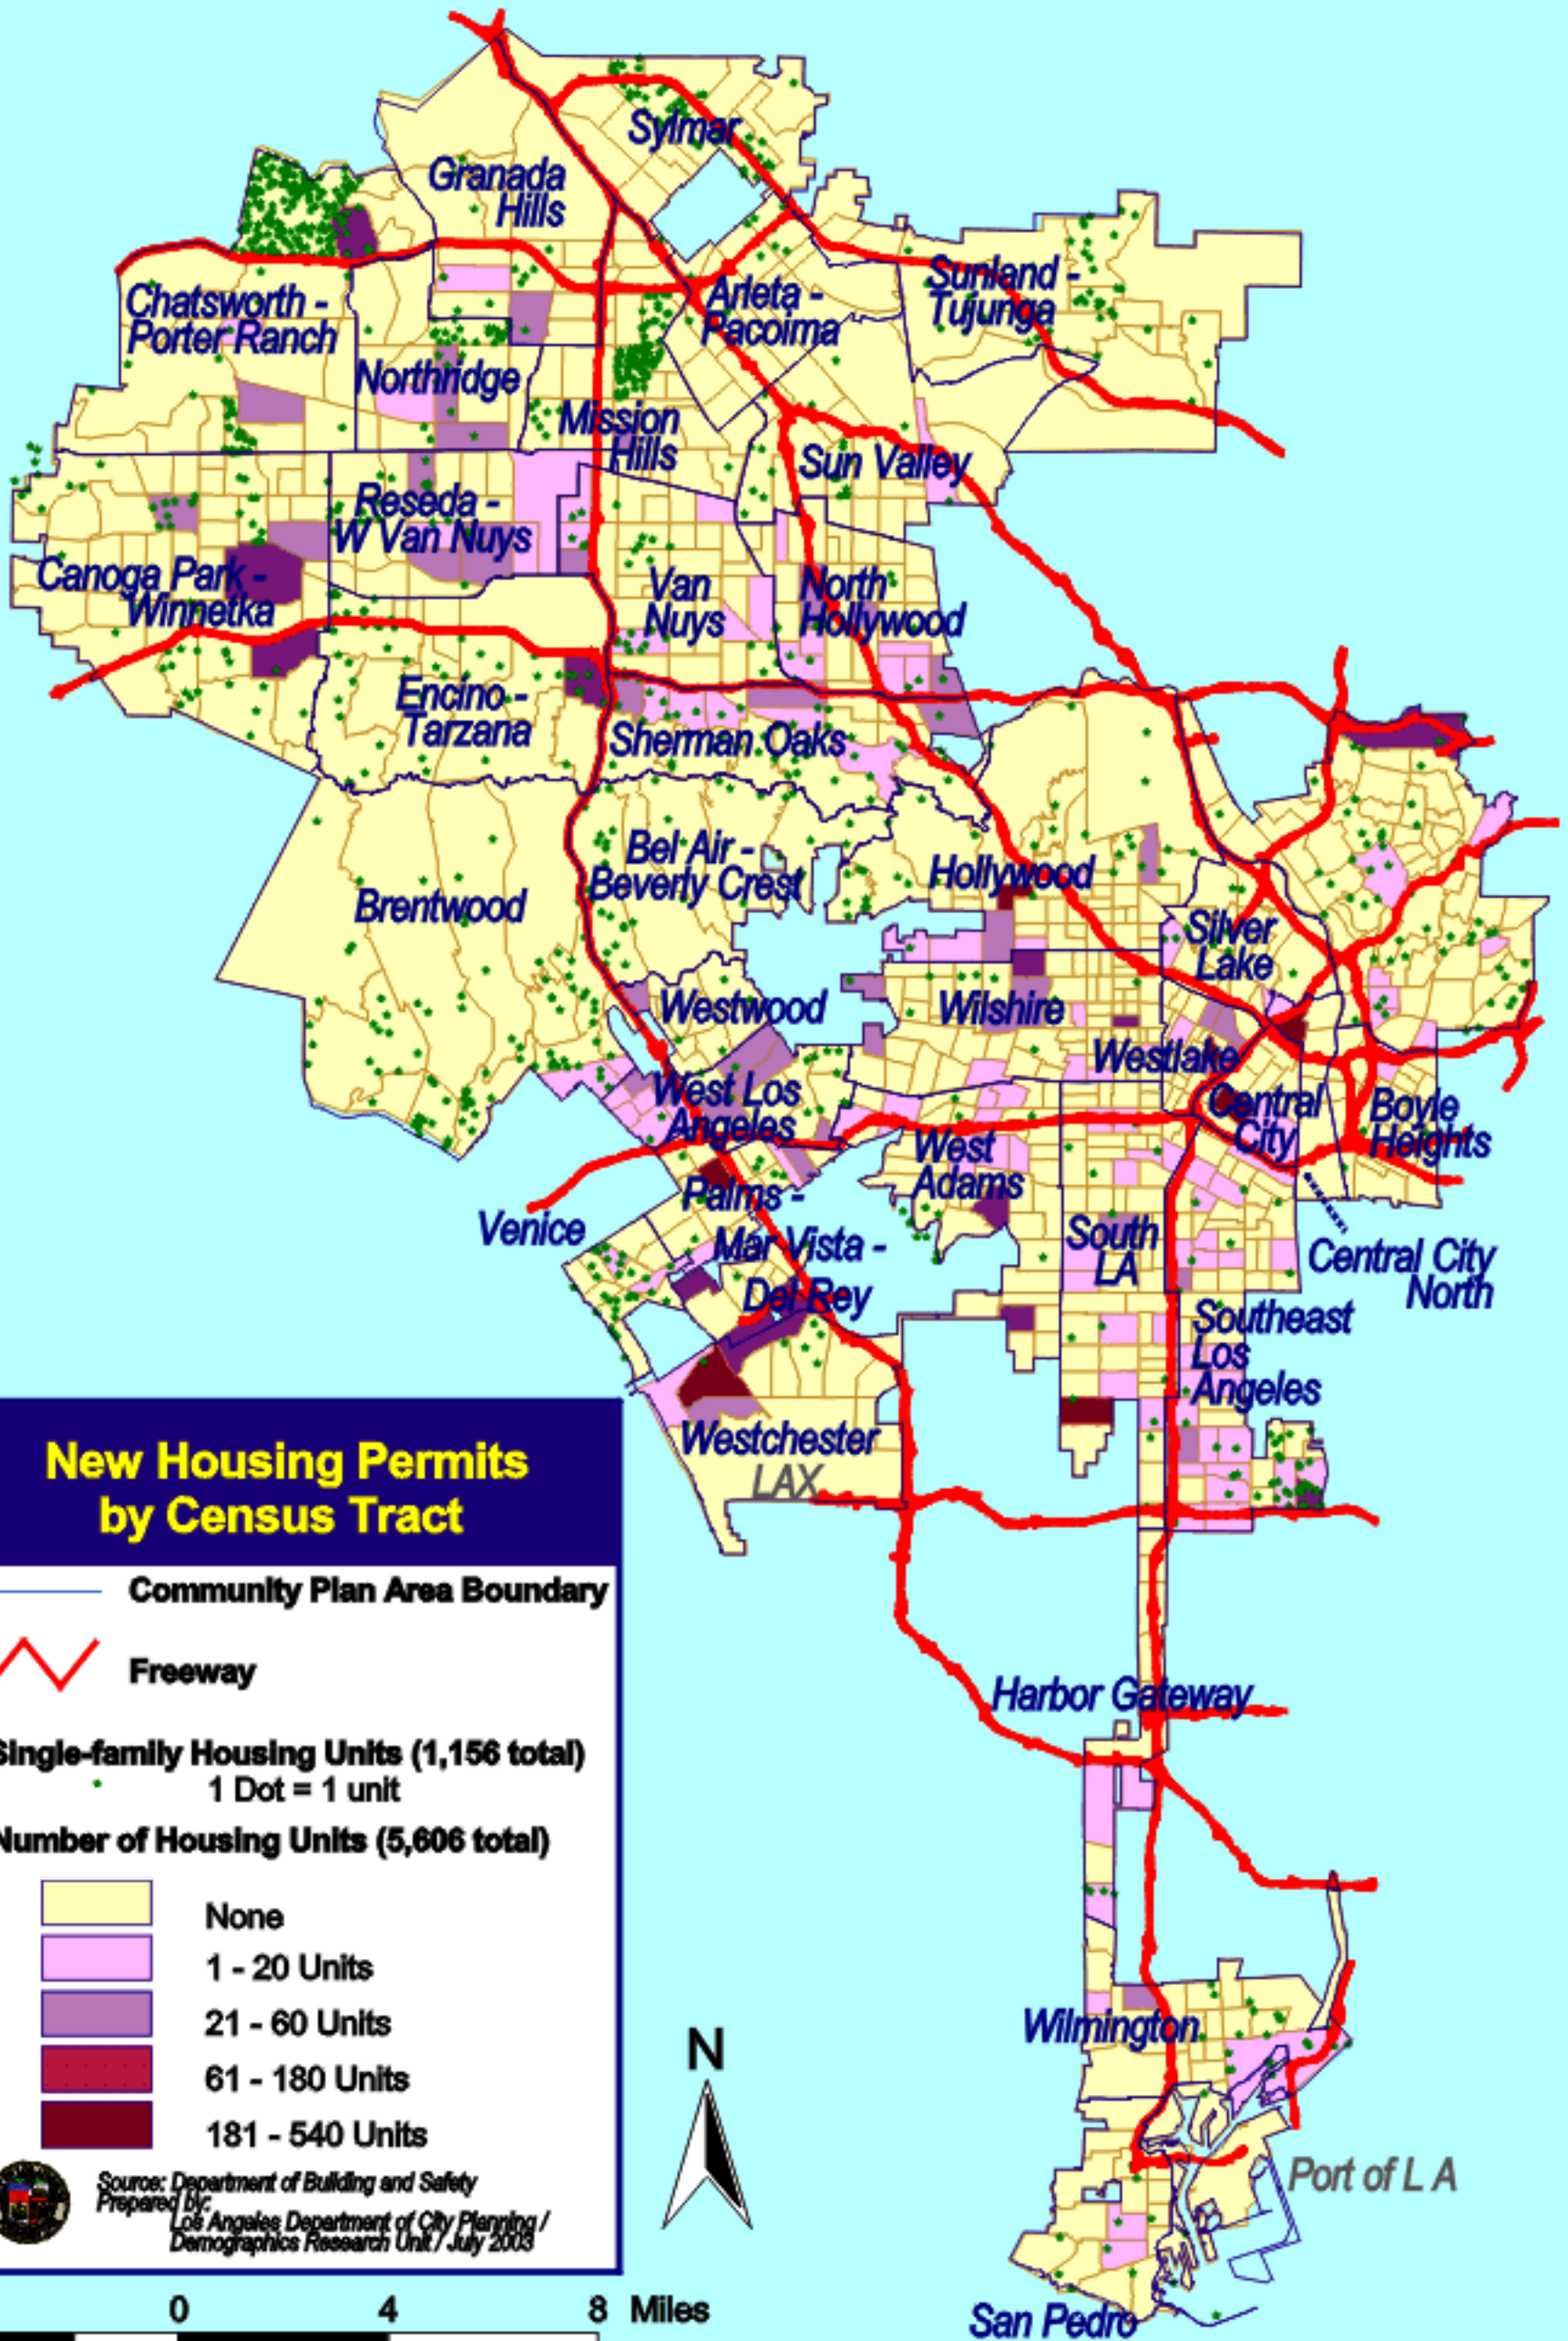 Sylmar
Granada
Hills
Sunland -
Tujunga
Arleta -
Pacoima
Chatsworth -
Porter Ranch
Northridge
Mission
Hills
Sun Valley
Reseda -
W Van Nuys
Canoga Park -
Winnetka
Van
Nuys
North
Hollywood
Encino -
Tarzana
Sherman Oaks
Bel Air -
Beverly Crest
Hollywood
Brentwood
Silver
Lake
Westwood
Wilshire
Westlake
West Los
Angeles
Central
City
Boyle
Heights
West
Adams
Palms -
Mar Vista -
Del Rey
Venice
South
LA
Central City
North
Southeast
Los
Angeles
Westchester
LAX
New Housing Permits
by Census Tract
Community Plan Area Boundary
Freeway
Single-family Housing Units (1,156 total)
1 Dot = 1 unit
Number of Housing Units (5,606 total)
None
1 - 20 Units
21 - 60 Units
61 - 180 Units
181 - 540 Units
Source: Department of Building and Safety
Prepared by:
Los Angeles Department of City Planning /
Demographics Research Unit / July 2003
Harbor Gateway
Wilmington
N
Port of L A
San Pedro
0 4 8 Miles